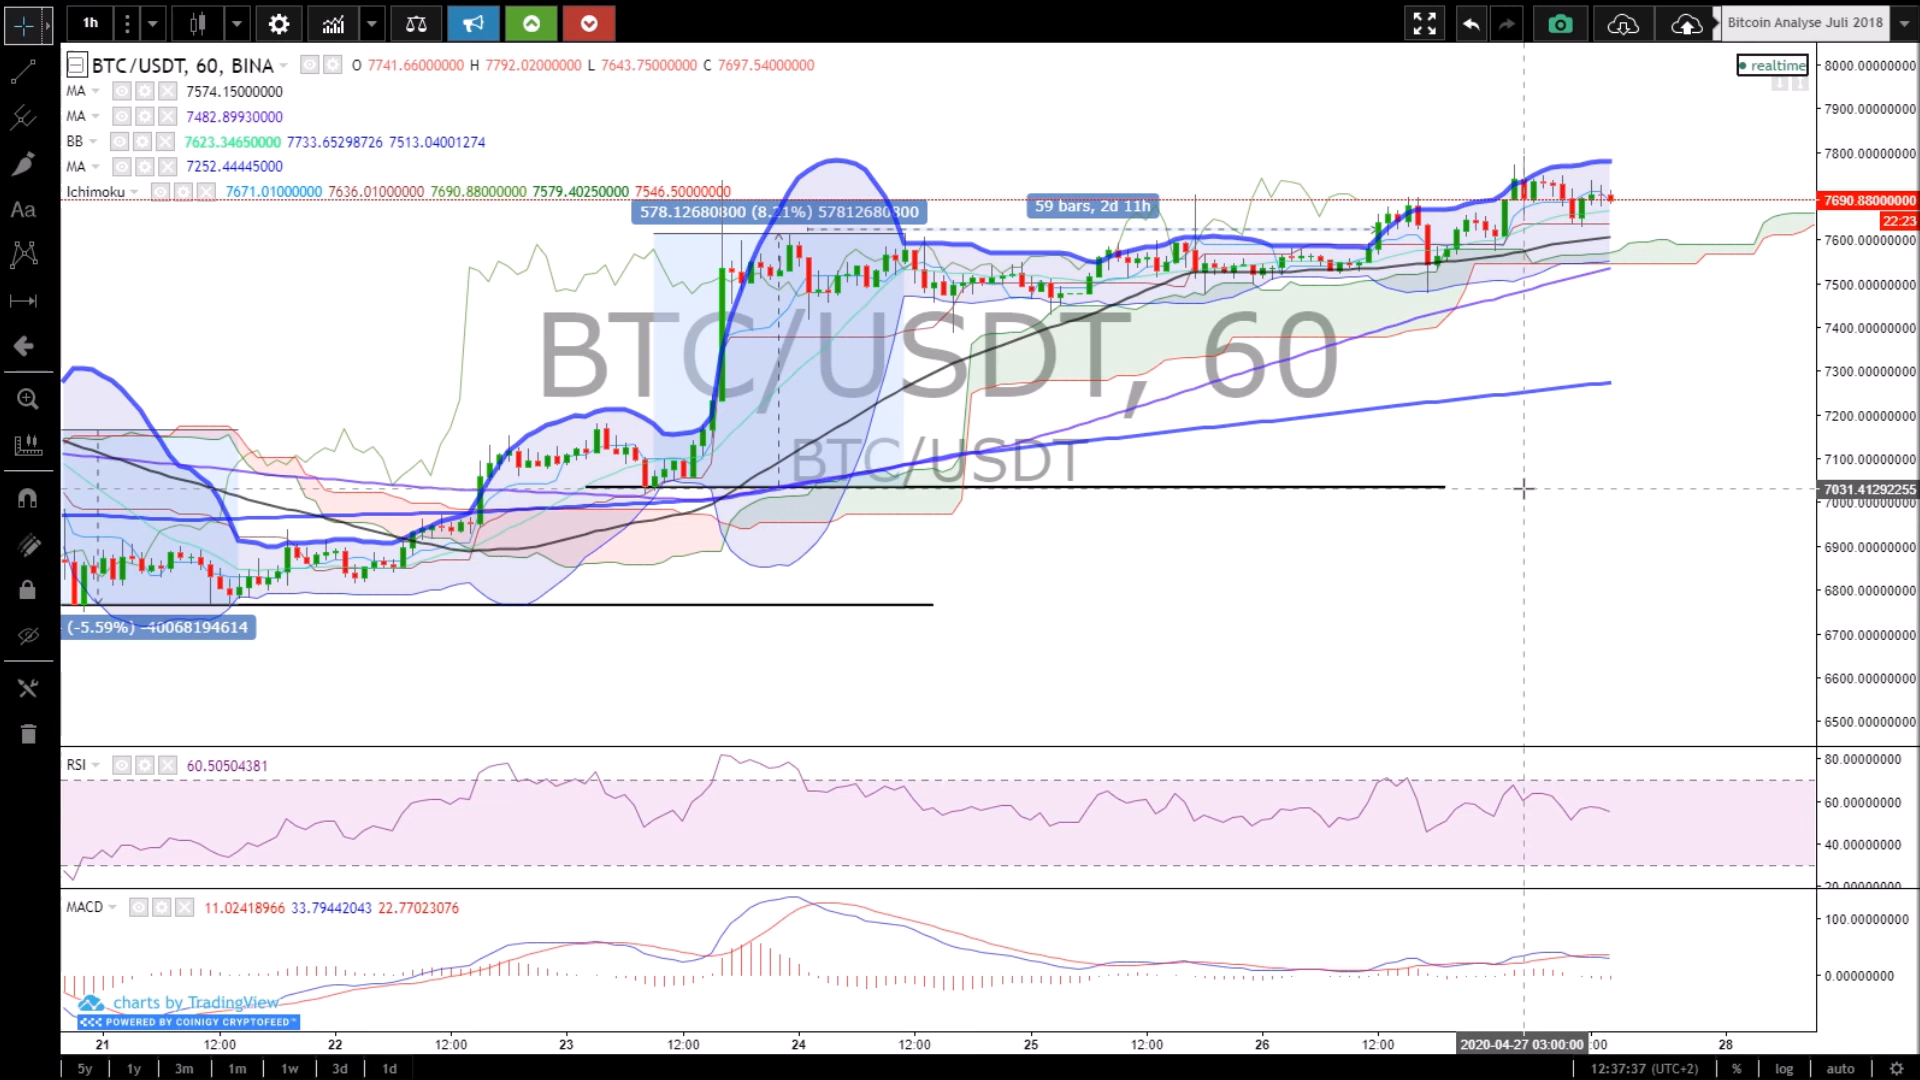 1h
Bitcoin Analyse Juli 2018
BTC/USDT, 60, BINA O 7741.66000000 H 7792.02000000 L 7643.75000000 C 7697.54000000
realtime
MA 7574.15000000
MA 7482.89930000
BB 7623.34650000 7733.65298726 7513.04001274
MA 7252.44445000
Ichimoku 7671.01000000 7636.01000000 7690.88000000 7579.40250000 7546.50000000
578.12680800 (8.21%) 57812680800
59 bars, 2d 11h
BTC/USDT, 60
BTC/USDT
(-5.59%) -40068194614
8000.00000000
7900.00000000
7800.00000000
7690.88000000
22:23
7600.00000000
7500.00000000
7400.00000000
7300.00000000
7200.00000000
7100.00000000
7031.41292255
7000.00000000
6900.00000000
6800.00000000
6700.00000000
6600.00000000
6500.00000000
RSI 60.50504381
80.00000000
60.00000000
40.00000000
20.00000000
MACD 11.02418966 33.79442043 22.77023076
100.00000000
0.00000000
charts by TradingView
POWERED BY COINIGY CRYPTOFEED™
21 12:00 22 12:00 23 12:00 24 12:00 25 12:00 26 12:00 2020-04-27 03:00:00 :00 28
5y 1y 3m 1m 1w 3d 1d 12:37:37 (UTC+2) % log auto